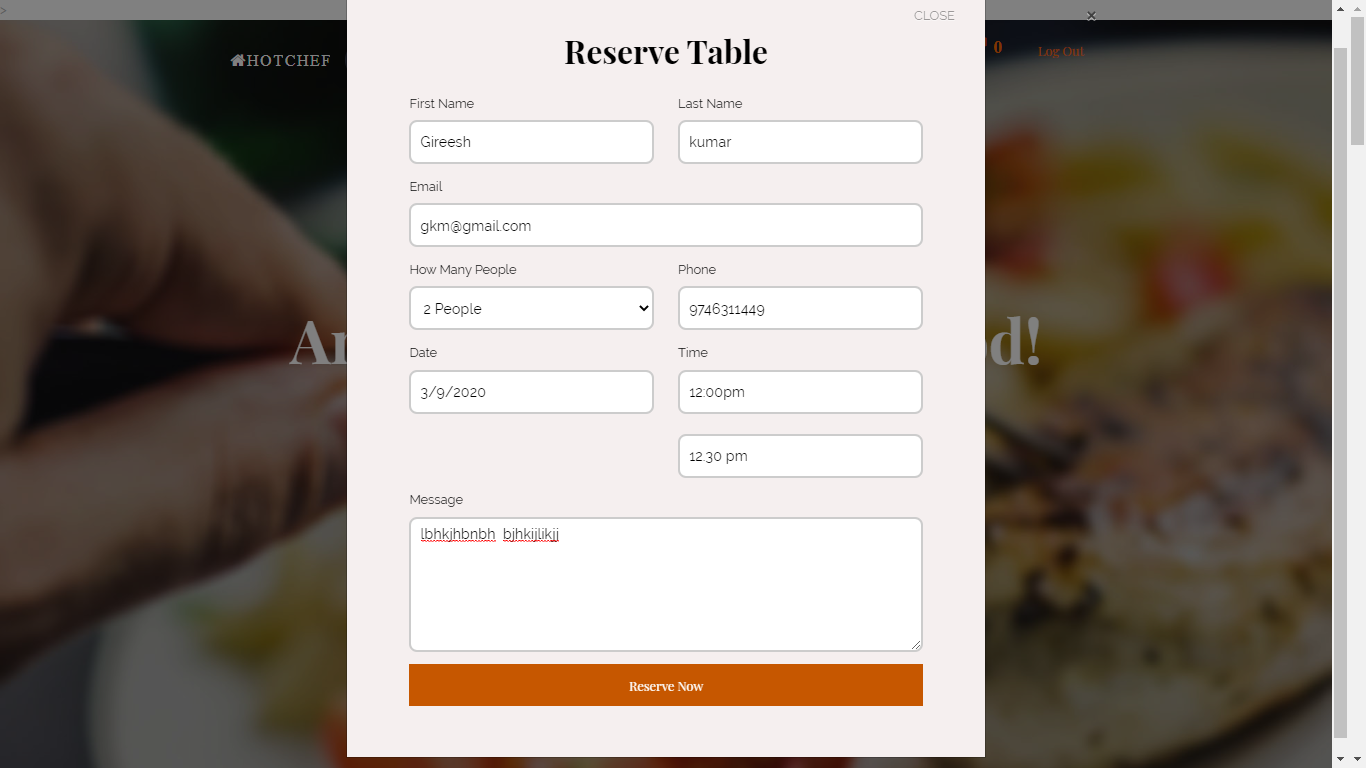 >
CLOSE
×
HOTCHEF
0
Log Out
Reserve Table
First Name
Last Name
Gireesh
kumar
Email
gkm@gmail.com
How Many People
Phone
2 People
9746311449
od!
Date
Time
3/9/2020
12:00pm
12.30 pm
Message
lbhkjhbnbh bjhkijlikjj
Reserve Now